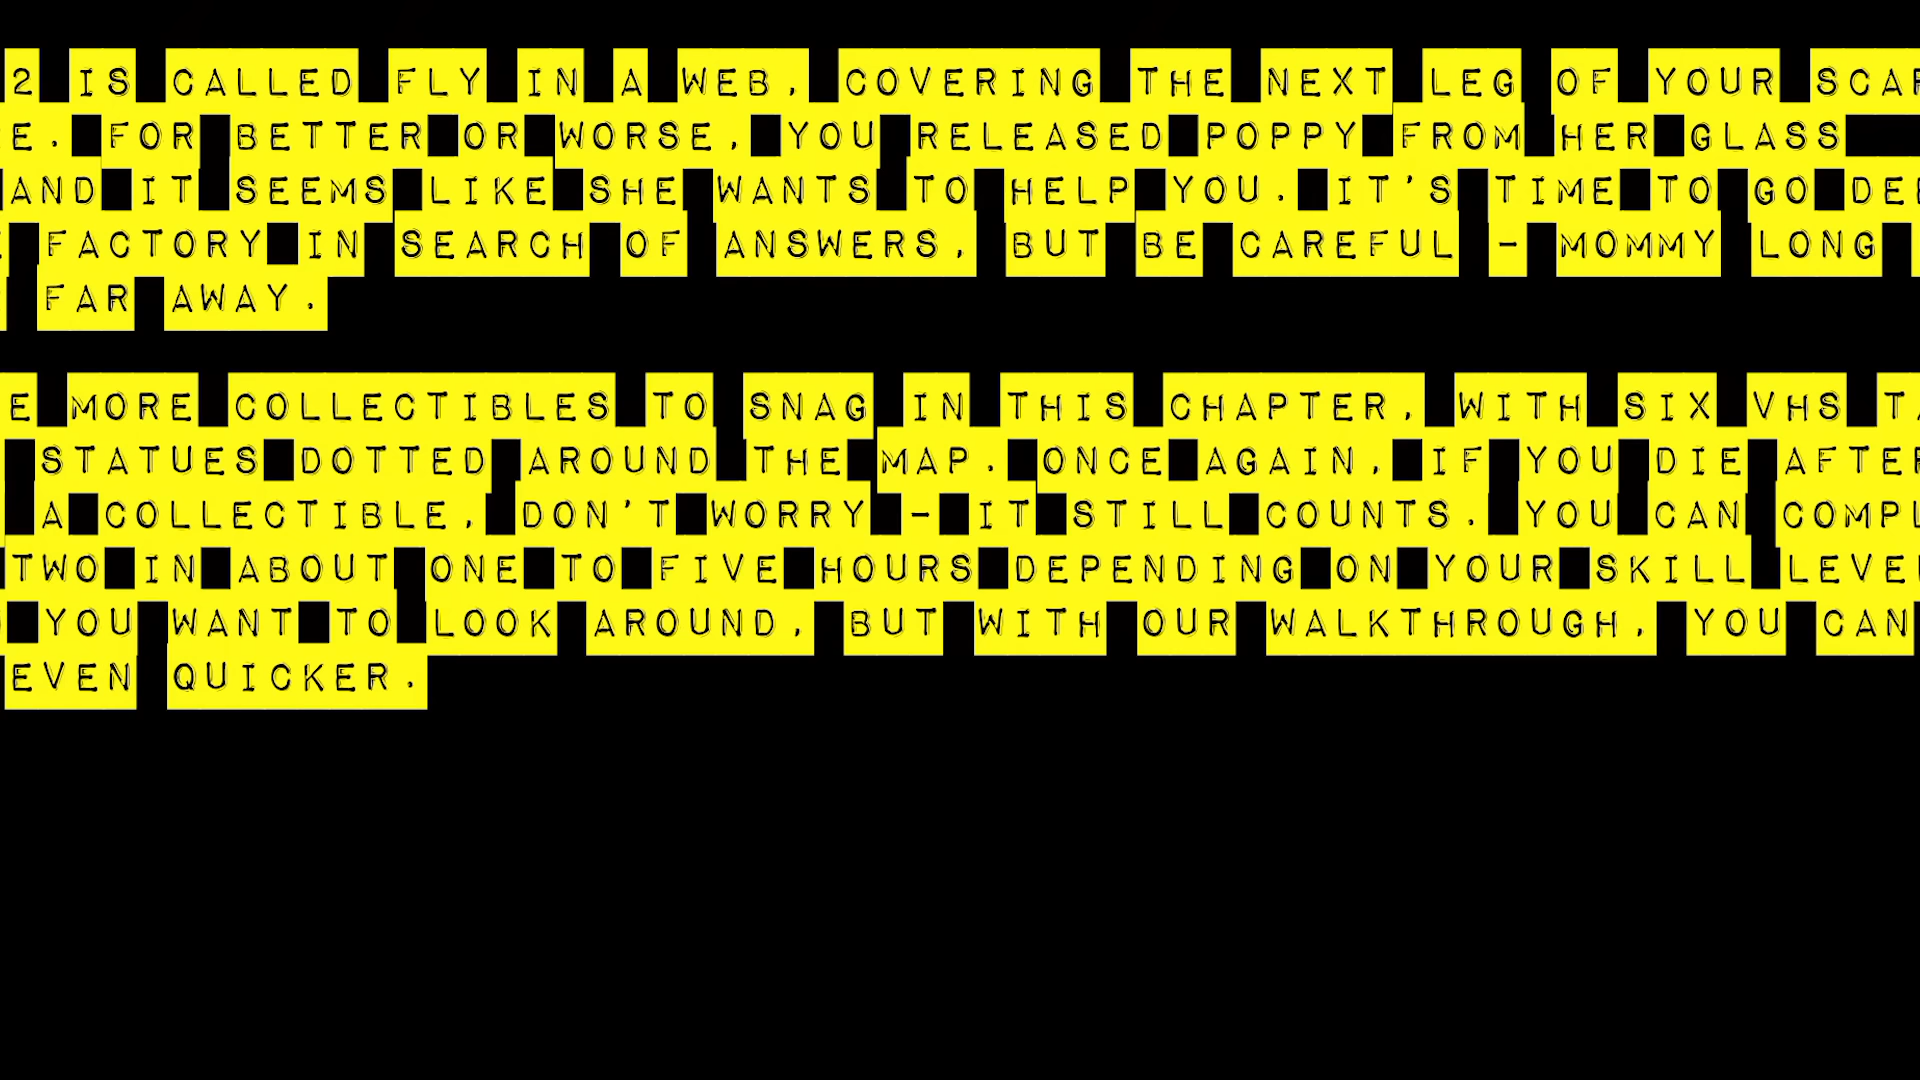 2 IS CALLED FLY IN A WEB, COVERING THE NEXT LEG OF YOUR
E. FOR BETTER OR WORSE, YOU RELEASED POPPY FROM HER GLASS
AND IT SEEMS LIKE SHE WANTS TO HELP YOU. IT'S TIME TO GO
FACTORY IN SEARCH OF ANSWERS, BUT BE CAREFUL - MOMMY LONG
FAR AWAY.
E MORE COLLECTIBLES TO SNAG IN THIS CHAPTER, WITH SIX VHS
STATUES DOTTED AROUND THE MAP. ONCE AGAIN, IF YOU DIE AFTER
A COLLECTIBLE, DON'T WORRY - IT STILL COUNTS. YOU CAN
TWO IN ABOUT ONE TO FIVE HOURS DEPENDING ON YOUR SKILL
YOU WANT TO LOOK AROUND, BUT WITH OUR WALKTHROUGH, YOU CAN
EVEN QUICKER.